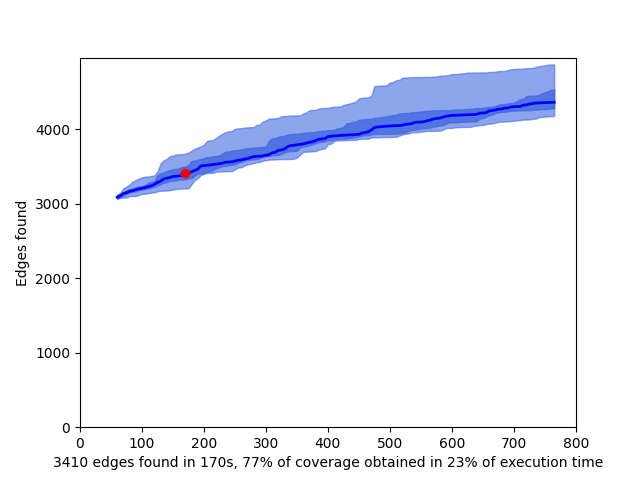 Edges found
4000
3000
2000
1000
0
0 100 200 300 400 500 600 700 800
3410 edges found in 170s, 77% of coverage obtained in 23% of execution time